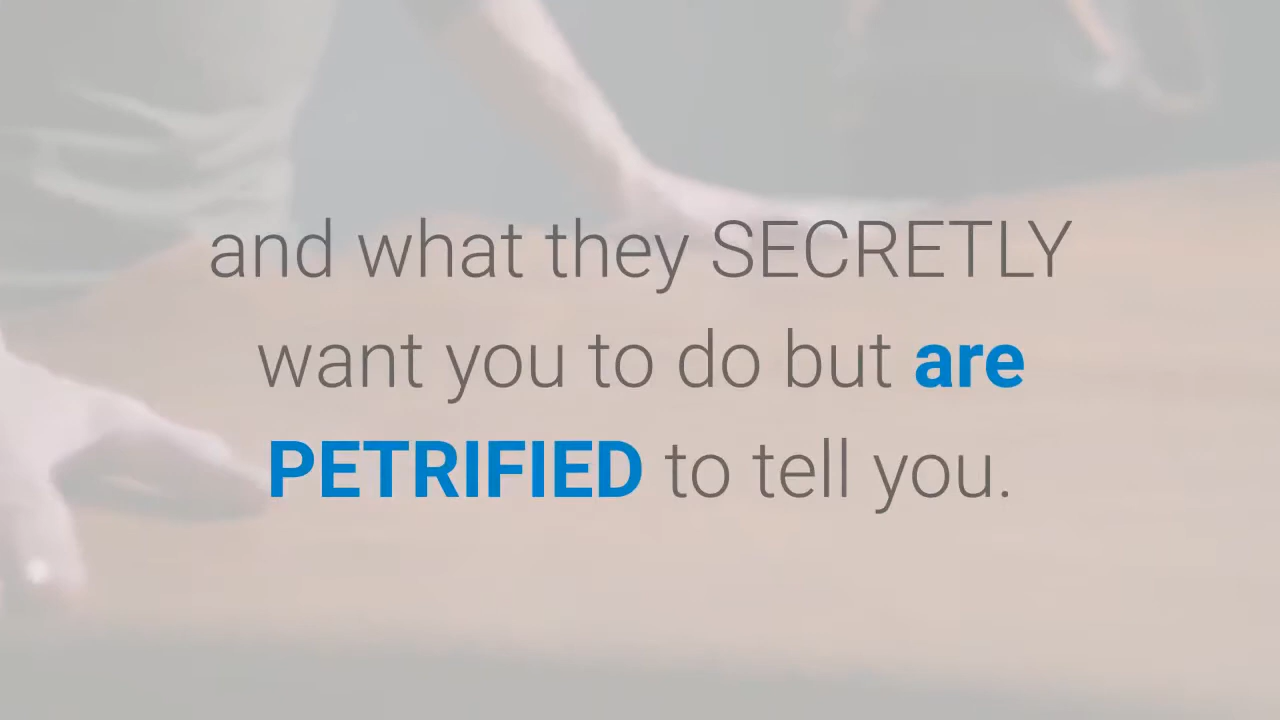 and what they SECRETLY
want you to do but are
PETRIFIED to tell you.